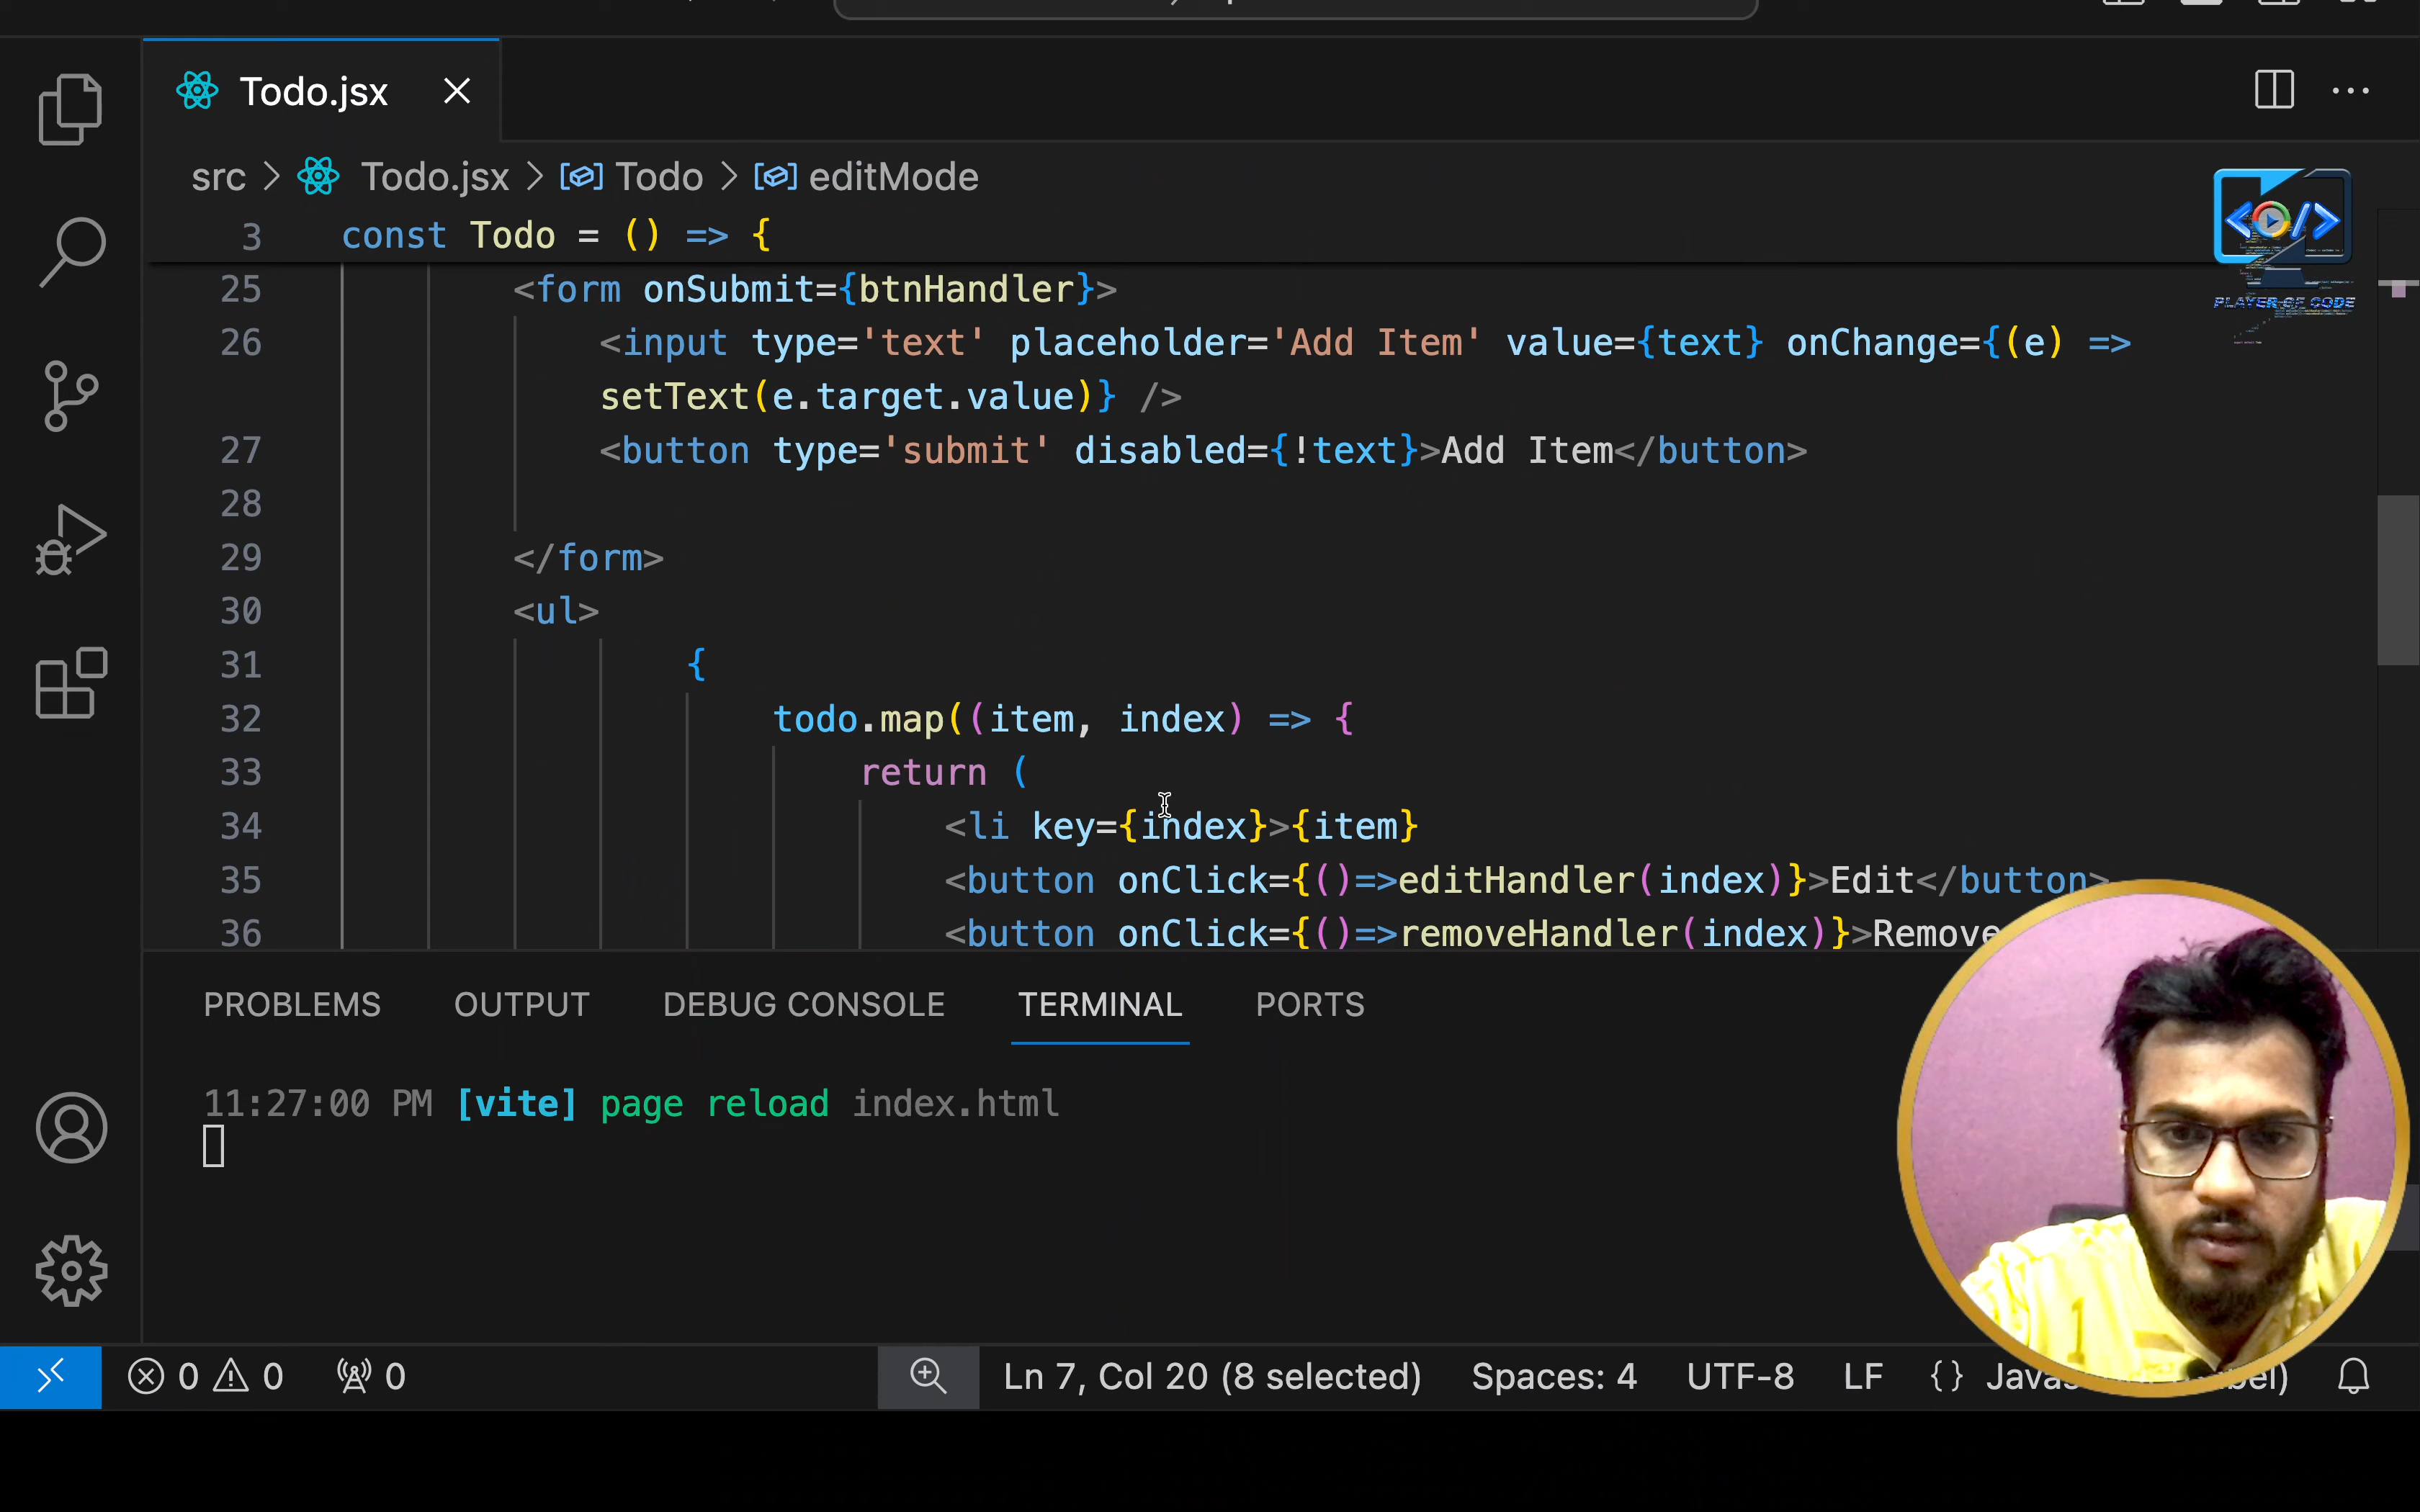 Todo.jsx
src > Todo.jsx > Todo > editMode
3 const Todo = () => {
25 <form onSubmit={btnHandler}>
26 <input type='text' placeholder='Add Item' value={text} onChange={(e) =>
setText(e.target.value)} />
27 <button type='submit' disabled={!text}>Add Item</button>
28
29 </form>
30 <ul>
31 {
32 todo.map((item, index) => {
33 return (
34 <li key={index}>{item}
35 <button onClick={()=>editHandler(index)}>Edit</button>
36 <button onClick={()=>removeHandler(index)}>Remove
PLAYER OF CODE
PROBLEMS OUTPUT DEBUG CONSOLE TERMINAL PORTS
11:27:00 PM [vite] page reload index.html
0 0 0 Ln 7, Col 20 (8 selected) Spaces: 4 UTF-8 LF {}